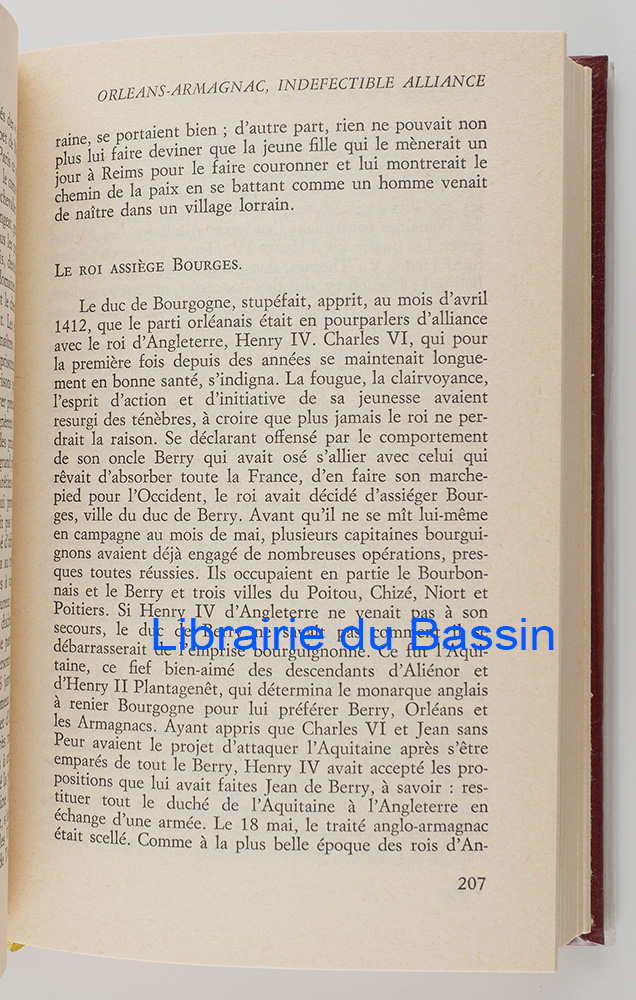 ORLEANS-ARMAGNAC, INDEFECTIBLE ALLIANCE
raine, se portaient bien ; d'autre part, rien ne pouvait non
plus lui faire deviner que la jeune fille qui le mènerait un
jour à Reims pour le faire couronner et lui montrerait le
chemin de la paix en se battant comme un homme venait
de naître dans un village lorrain.
LE ROI ASSIÈGE BOURGES.
Le duc de Bourgogne, stupéfait, apprit, au mois d'avril
1412, que le parti orléanais était en pourparlers d'alliance
avec le roi d'Angleterre, Henry IV. Charles VI, qui pour
la première fois depuis des années se maintenait longue-
ment en bonne santé, s'indigna. La fougue, la clairvoyance,
l'esprit d'action et d'initiative de sa jeunesse avaient
resurgi des ténèbres, à croire que plus jamais le roi ne per-
drait la raison. Se déclarant offensé par le comportement
de son oncle Berry qui avait osé s'allier avec celui qui
rêvait d'absorber toute la France, d'en faire son marche-
pied pour l'Occident, le roi avait décidé d'assiéger Bour-
ges, ville du duc de Berry. Avant qu'il ne se mît lui-même
en campagne au mois de mai, plusieurs capitaines bourgui-
gnons avaient déjà engagé de nombreuses opérations, pres-
ques toutes réussies. Ils occupaient en partie le Bourbon-
nais et le Berry et trois villes du Poitou, Chizé, Niort et
Poitiers. Si Henry IV d'Angleterre ne venait pas à son
secours, le duc de Berry ne savait pas comment il se
débarrasserait de l'emprise bourguignonne. Ce fut l'Aqui-
Librairie du Bassin
taine, ce fief bien-aimé des descendants d'Aliénor et
d'Henry II Plantagenêt, qui détermina le monarque anglais
à renier Bourgogne pour lui préférer Berry, Orléans et
les Armagnacs. Ayant appris que Charles VI et Jean sans
Peur avaient le projet d'attaquer l'Aquitaine après s'être
emparés de tout le Berry, Henry IV avait accepté les pro-
positions que lui avait faites Jean de Berry, à savoir : res-
tituer tout le duché de l'Aquitaine à l'Angleterre en
échange d'une armée. Le 18 mai, le traité anglo-armagnac
était scellé. Comme à la plus belle époque des rois d'An-
207